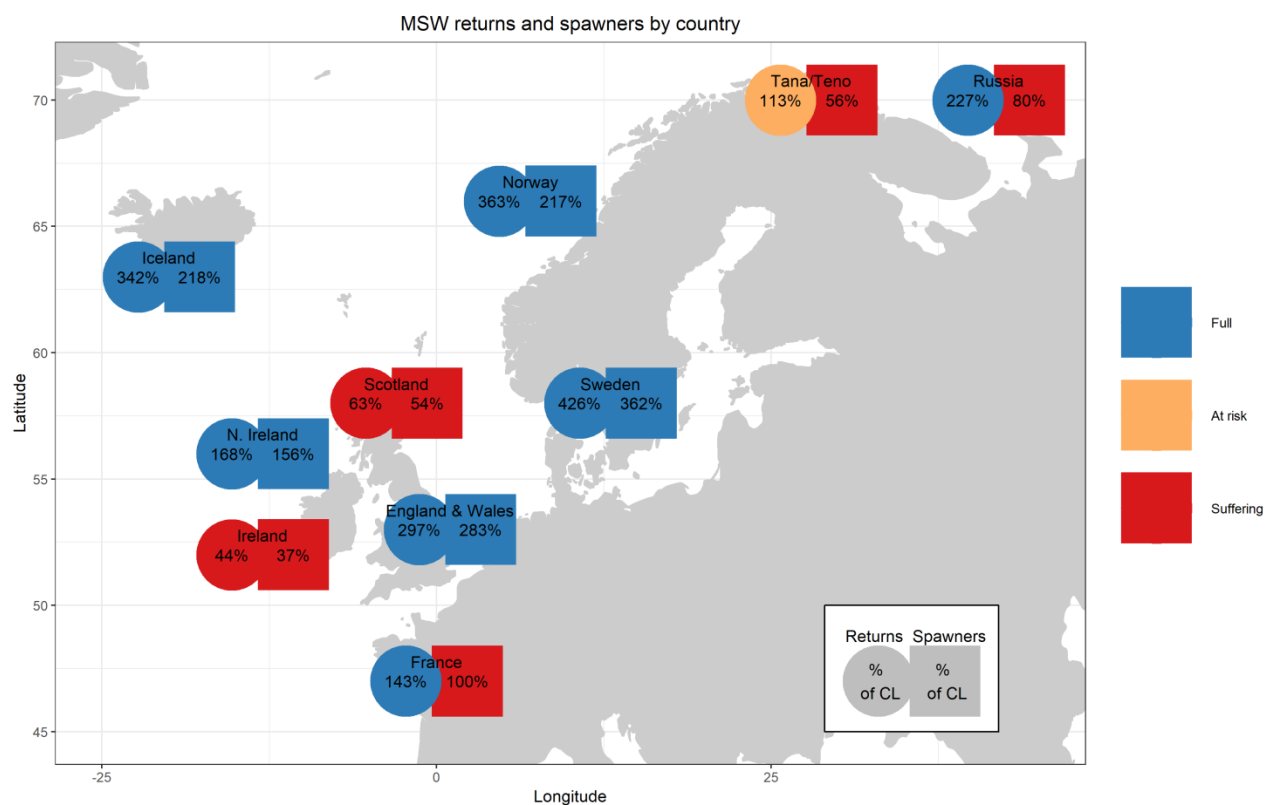 MSW returns and spawners by country
70
65
60
55
50
45
Latitude
-25
0
25
Longitude
Tana/Teno
113% 56%
Russia
227% 80%
Norway
363% 217%
Iceland
342% 218%
Scotland
63% 54%
Sweden
426% 362%
N. Ireland
168% 156%
England & Wales
297% 283%
Ireland
44% 37%
France
143% 100%
Returns Spawners
% %
of CL of CL
Full
At risk
Suffering